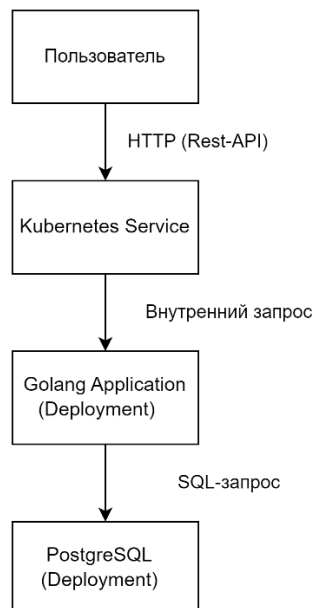 Пользователь
HTTP (Rest-API)
Kubernetes Service
Внутренний запрос
Golang Application
(Deployment)
SQL-запрос
PostgreSQL
(Deployment)